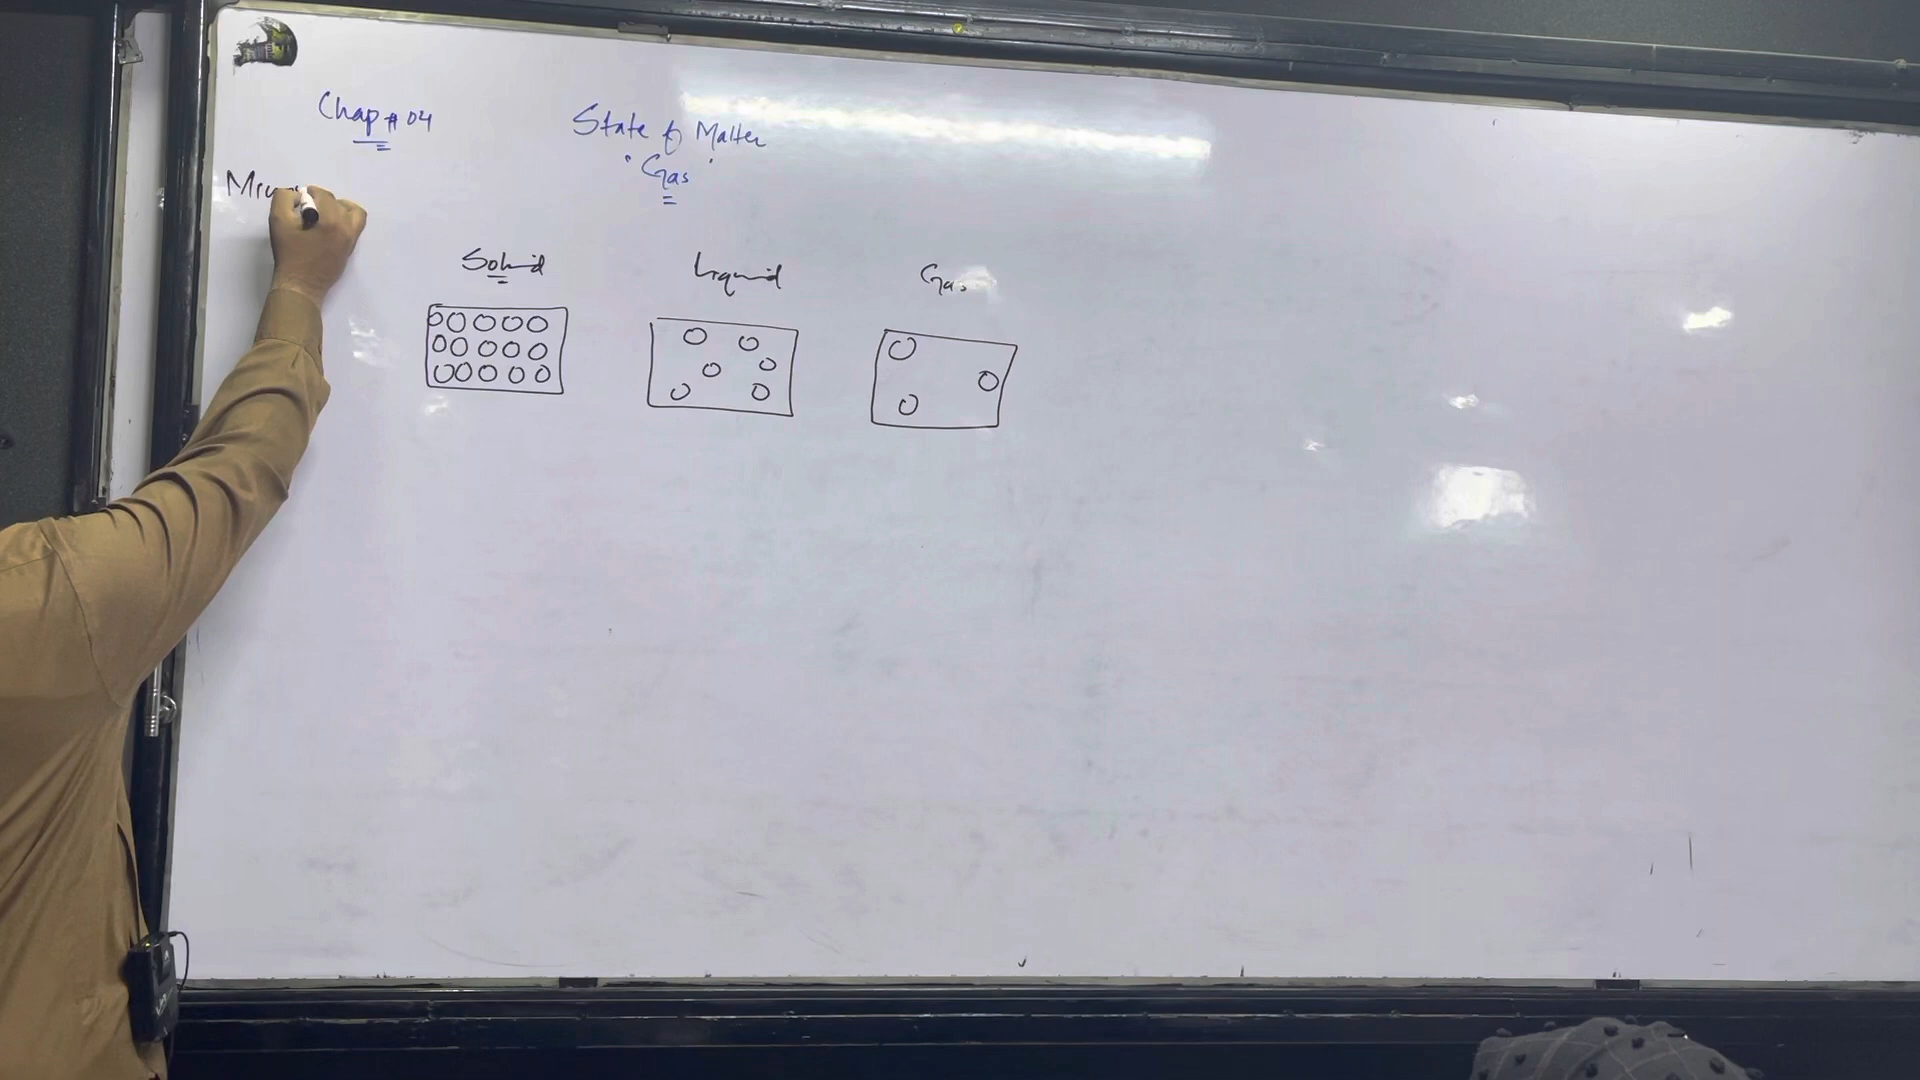 Chap # 04
State of Matter
"Gas"
Solid
Liquid
Gas